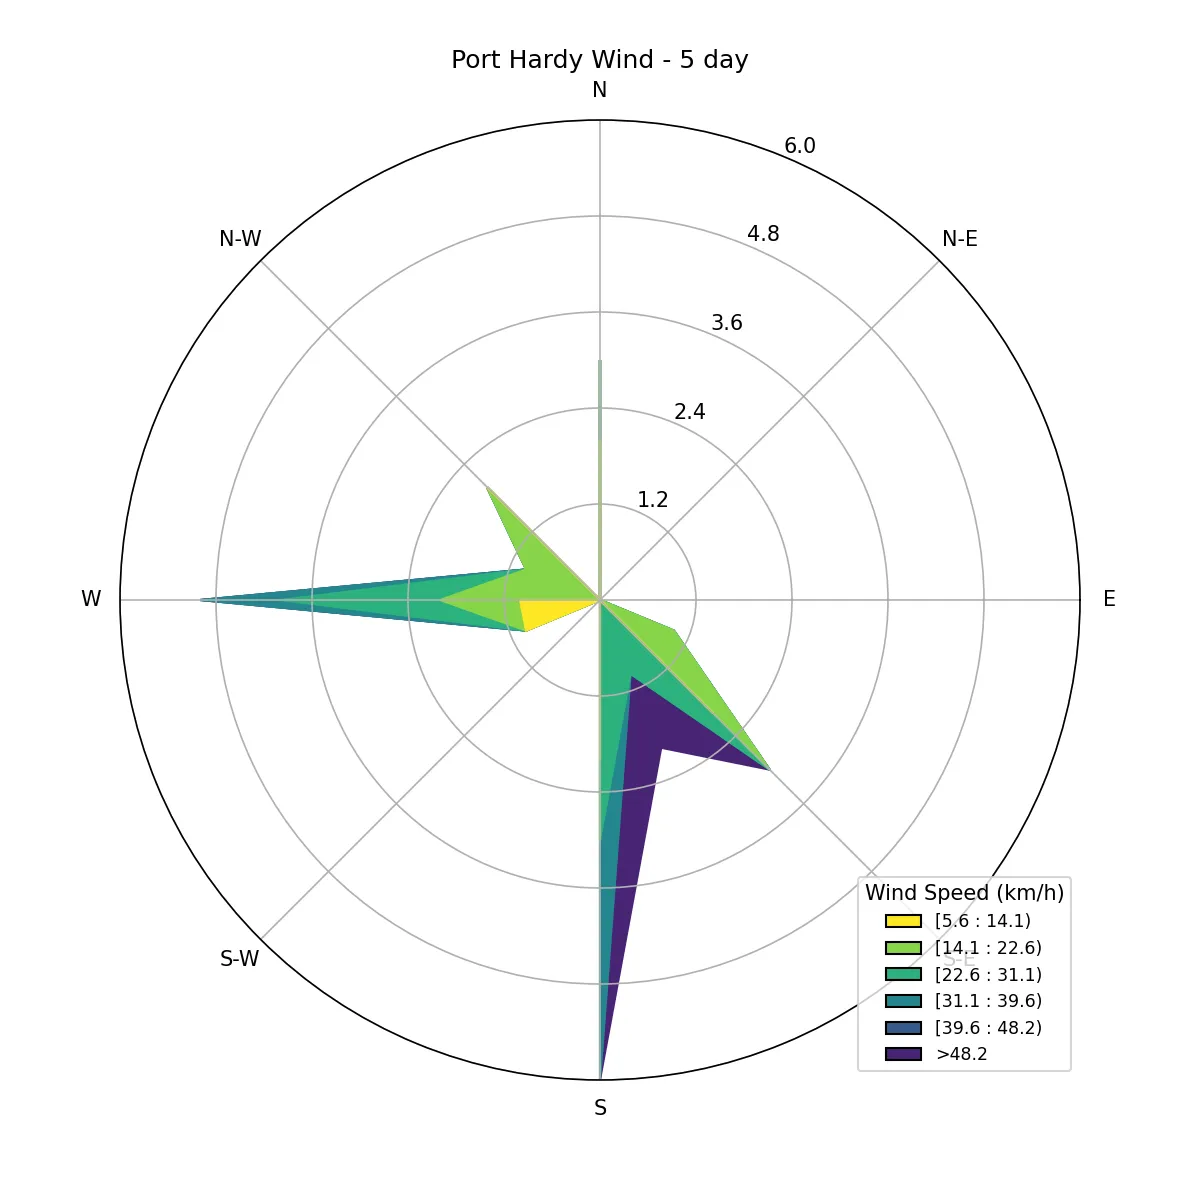 Port Hardy Wind - 5 day
N
6.0
4.8
N-W
N-E
3.6
2.4
1.2
W
E
Wind Speed (km/h)
[5.6 : 14.1)
[14.1 : 22.6)
S-W
S-E
[22.6 : 31.1)
[31.1 : 39.6)
[39.6 : 48.2)
>48.2
S